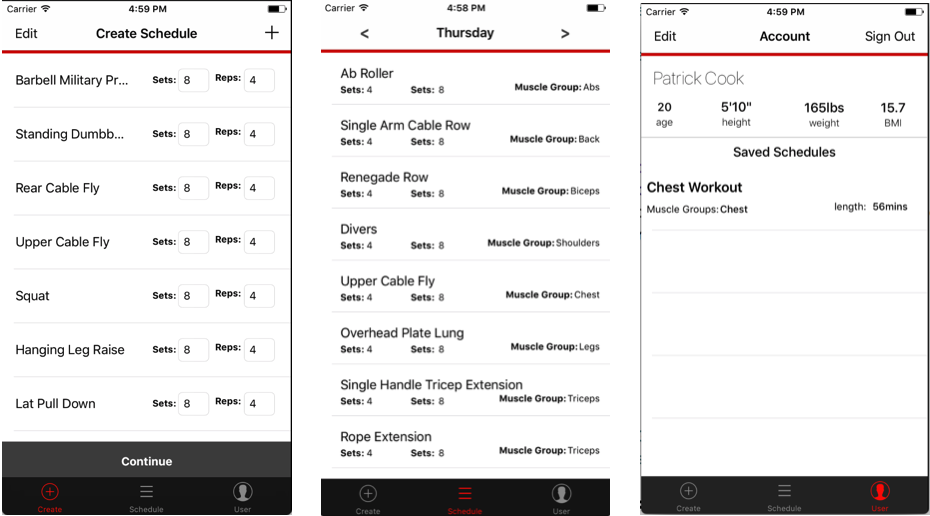 Carrier 4:59 PM
Edit Create Schedule +
Barbell Military Pr... Sets: 8 Reps: 4
Standing Dumbb... Sets: 8 Reps: 4
Rear Cable Fly Sets: 8 Reps: 4
Upper Cable Fly Sets: 8 Reps: 4
Squat Sets: 8 Reps: 4
Hanging Leg Raise Sets: 8 Reps: 4
Lat Pull Down Sets: 8 Reps: 4
Continue
Create Schedule User
Carrier 4:58 PM
< Thursday >
Ab Roller
Sets: 4 Sets: 8 Muscle Group: Abs
Single Arm Cable Row
Sets: 4 Sets: 8 Muscle Group: Back
Renegade Row
Sets: 4 Sets: 8 Muscle Group: Biceps
Divers
Sets: 4 Sets: 8 Muscle Group: Shoulders
Upper Cable Fly
Sets: 4 Sets: 8 Muscle Group: Chest
Overhead Plate Lung
Sets: 4 Sets: 8 Muscle Group: Legs
Single Handle Tricep Extension
Sets: 4 Sets: 8 Muscle Group: Triceps
Rope Extension
Sets: 4 Sets: 8 Muscle Group: Triceps
Create Schedule User
Carrier 4:59 PM
Edit Account Sign Out
Patrick Cook
20 5'10" 165lbs 15.7
age height weight BMI
Saved Schedules
Chest Workout
Muscle Groups: Chest length: 56mins
Create Schedule User